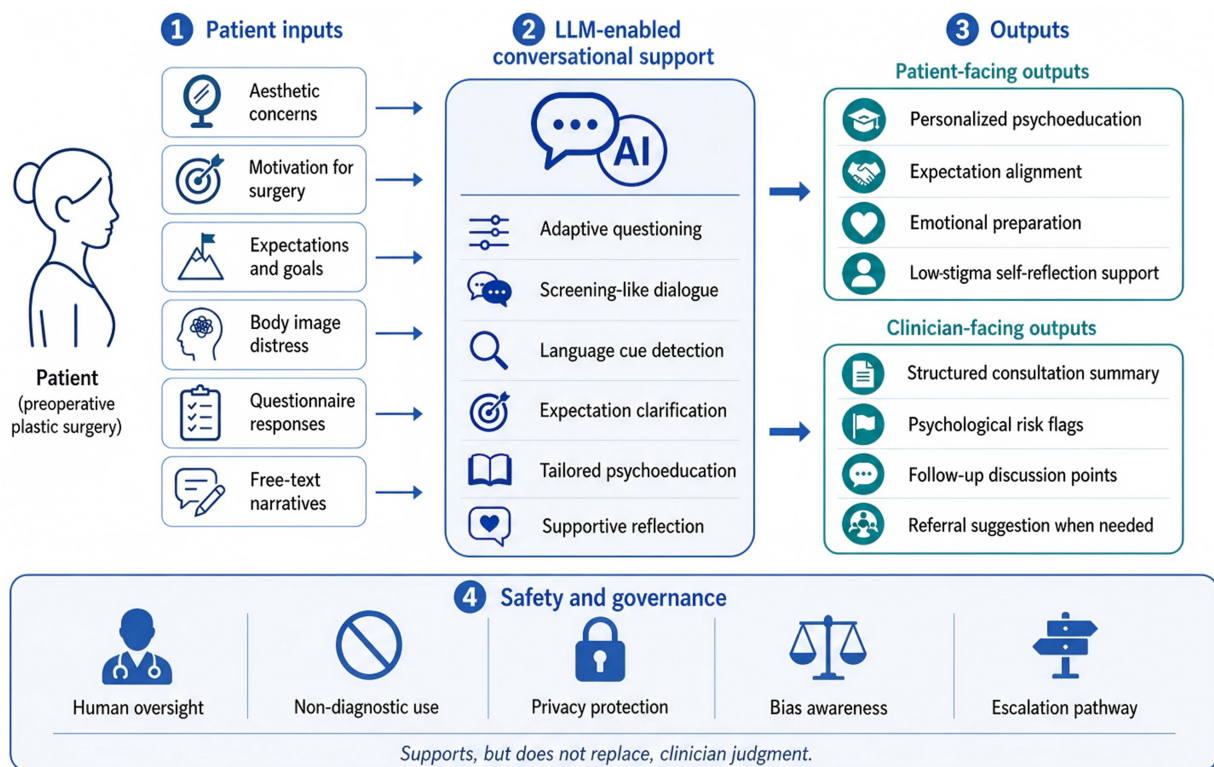 1 Patient inputs
Aesthetic
concerns
Motivation for
surgery
Expectations
and goals
Body image
distress
Questionnaire
responses
Free-text
narratives
Patient
(preoperative
plastic surgery)
2 LLM-enabled
conversational support
AI
Adaptive questioning
Screening-like dialogue
Language cue detection
Expectation clarification
Tailored psychoeducation
Supportive reflection
3 Outputs
Patient-facing outputs
Personalized psychoeducation
Expectation alignment
Emotional preparation
Low-stigma self-reflection support
Clinician-facing outputs
Structured consultation summary
Psychological risk flags
Follow-up discussion points
Referral suggestion when needed
4 Safety and governance
Human oversight
Non-diagnostic use
Privacy protection
Bias awareness
Escalation pathway
Supports, but does not replace, clinician judgment.